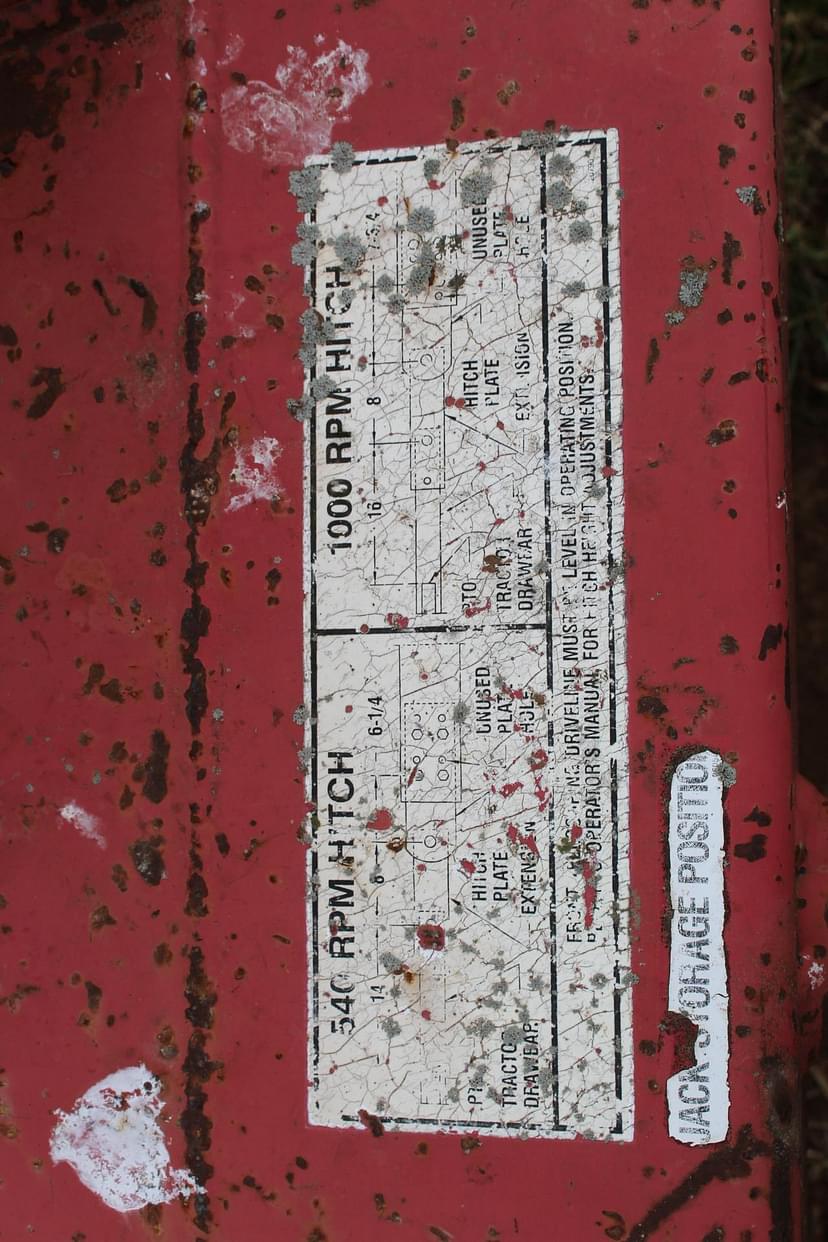 540 RPM HITCH
14
6
6-1/4
HITCH
PLATE
EXTENSION
UNUSED
PLATE
HOLE
PTO
TRACTOR
DRAWBAR
1000 RPM HITCH
16
8
7-3/4
HITCH
PLATE
EXTENSION
UNUSED
PLATE
HOLE
PTO
TRACTOR
DRAWBAR
FRONT DRIVELINE MUST BE LEVEL IN OPERATING POSITION.
OPERATOR'S MANUAL FOR HITCH HEIGHT ADJUSTMENTS.
JACK STORAGE POSITION